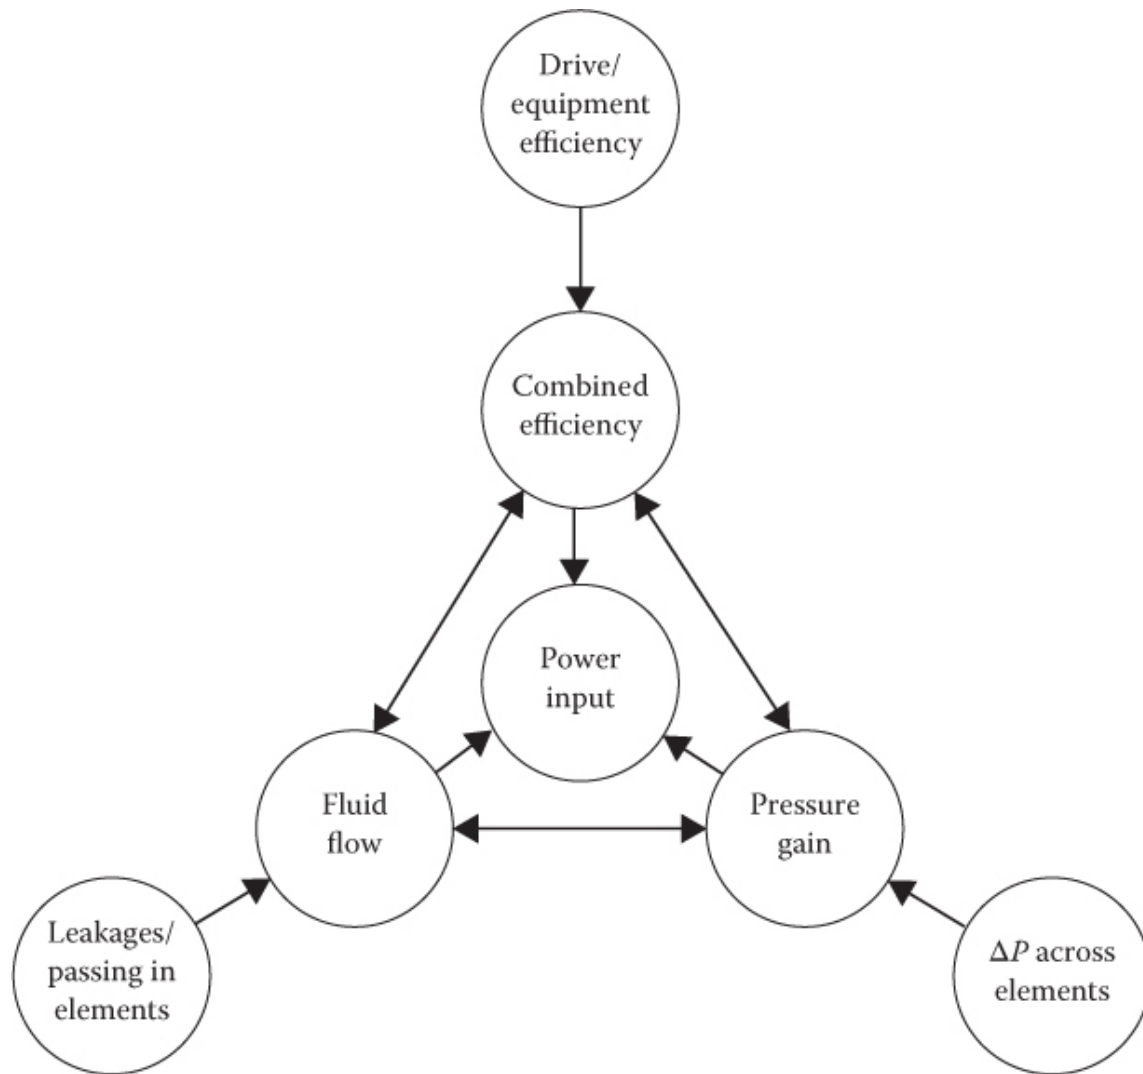 Drive/
equipment
efficiency
Combined
efficiency
Power
input
Fluid
flow
Pressure
gain
Leakages/
passing in
elements
ΔP across
elements